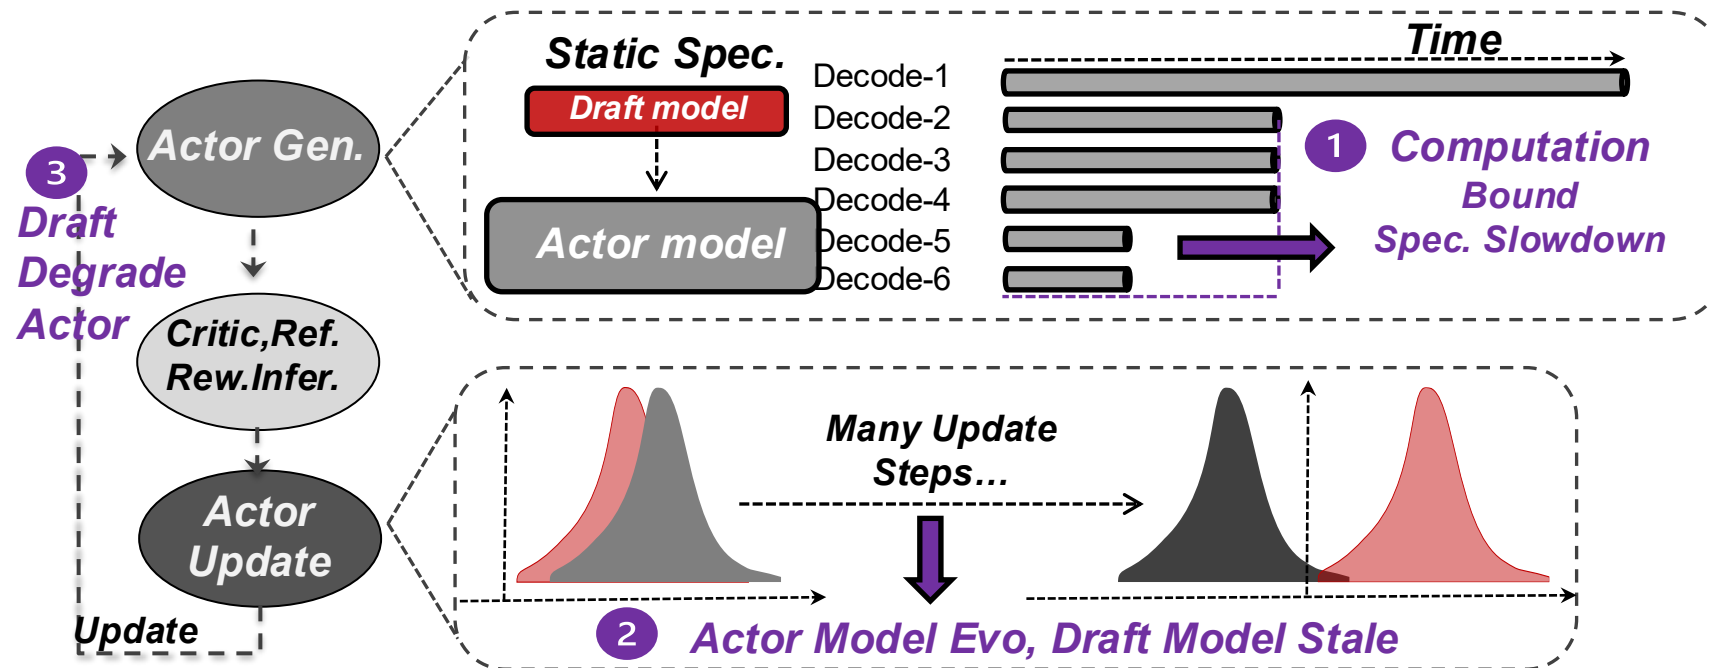 Static Spec.
Draft model
Actor model
Time
Decode-1
Decode-2
Decode-3
Decode-4
Decode-5
Decode-6
1
Computation
Bound
Spec. Slowdown
Actor Gen.
3
Draft
Degrade
Actor
Critic,Ref.
Rew.Infer.
Actor
Update
Update
Many Update
Steps...
2
Actor Model Evo, Draft Model Stale